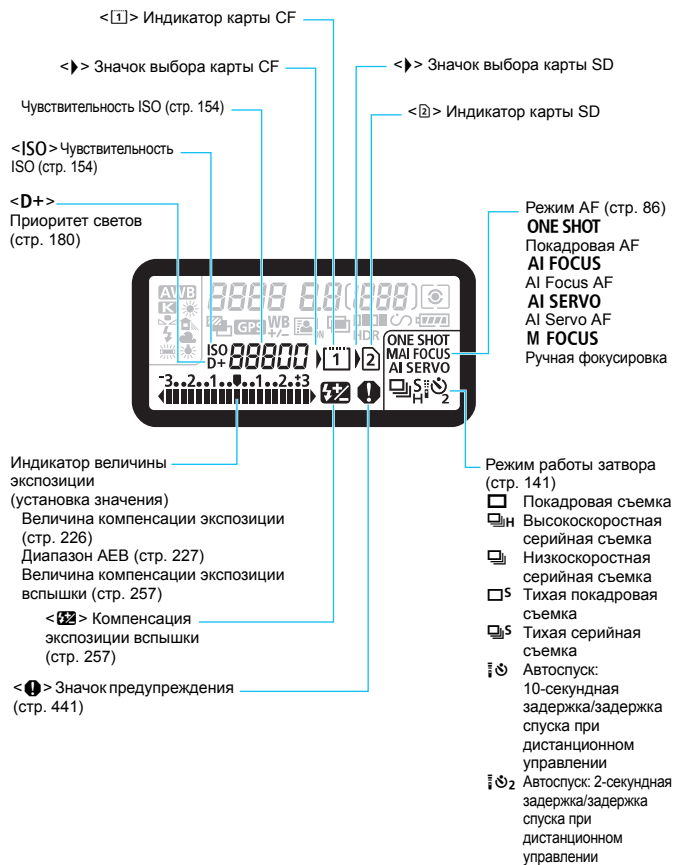 <1> Индикатор карты CF
<> Значок выбора карты CF
<> Значок выбора карты SD
Чувствительность ISO (стр. 154)
<2> Индикатор карты SD
<ISO> Чувствительность
ISO (стр. 154)
<D+>
Приоритет светов
(стр. 180)
Режим AF (стр. 86)
ONE SHOT
Покадровая AF
AI FOCUS
AI Focus AF
AI SERVO
AI Servo AF
M FOCUS
Ручная фокусировка
AWB 8888 8.8(1888)
K GPS WB +/- ON HDR
ISO
D+ 88800 1 2
ONE SHOT
MAI FOCUS
AI SERVO
-3..2..1..0..1..2.+3
S
H 2
Индикатор величины
экспозиции
(установка значения)
Величина компенсации экспозиции
(стр. 226)
Диапазон AEB (стр. 227)
Величина компенсации экспозиции
вспышки (стр. 257)
<> Компенсация
экспозиции вспышки
(стр. 257)
<> Значок предупреждения
(стр. 441)
Режим работы затвора
(стр. 141)
Покадровая съемка
H Высокоскоростная
серийная съемка
Низкоскоростная
серийная съемка
S Тихая покадровая
съемка
S Тихая серийная
съемка
Автоспуск:
10-секундная
задержка/задержка
спуска при
дистанционном
управлении
2 Автоспуск: 2-секундная
задержка/задержка
спуска при
дистанционном
управлении